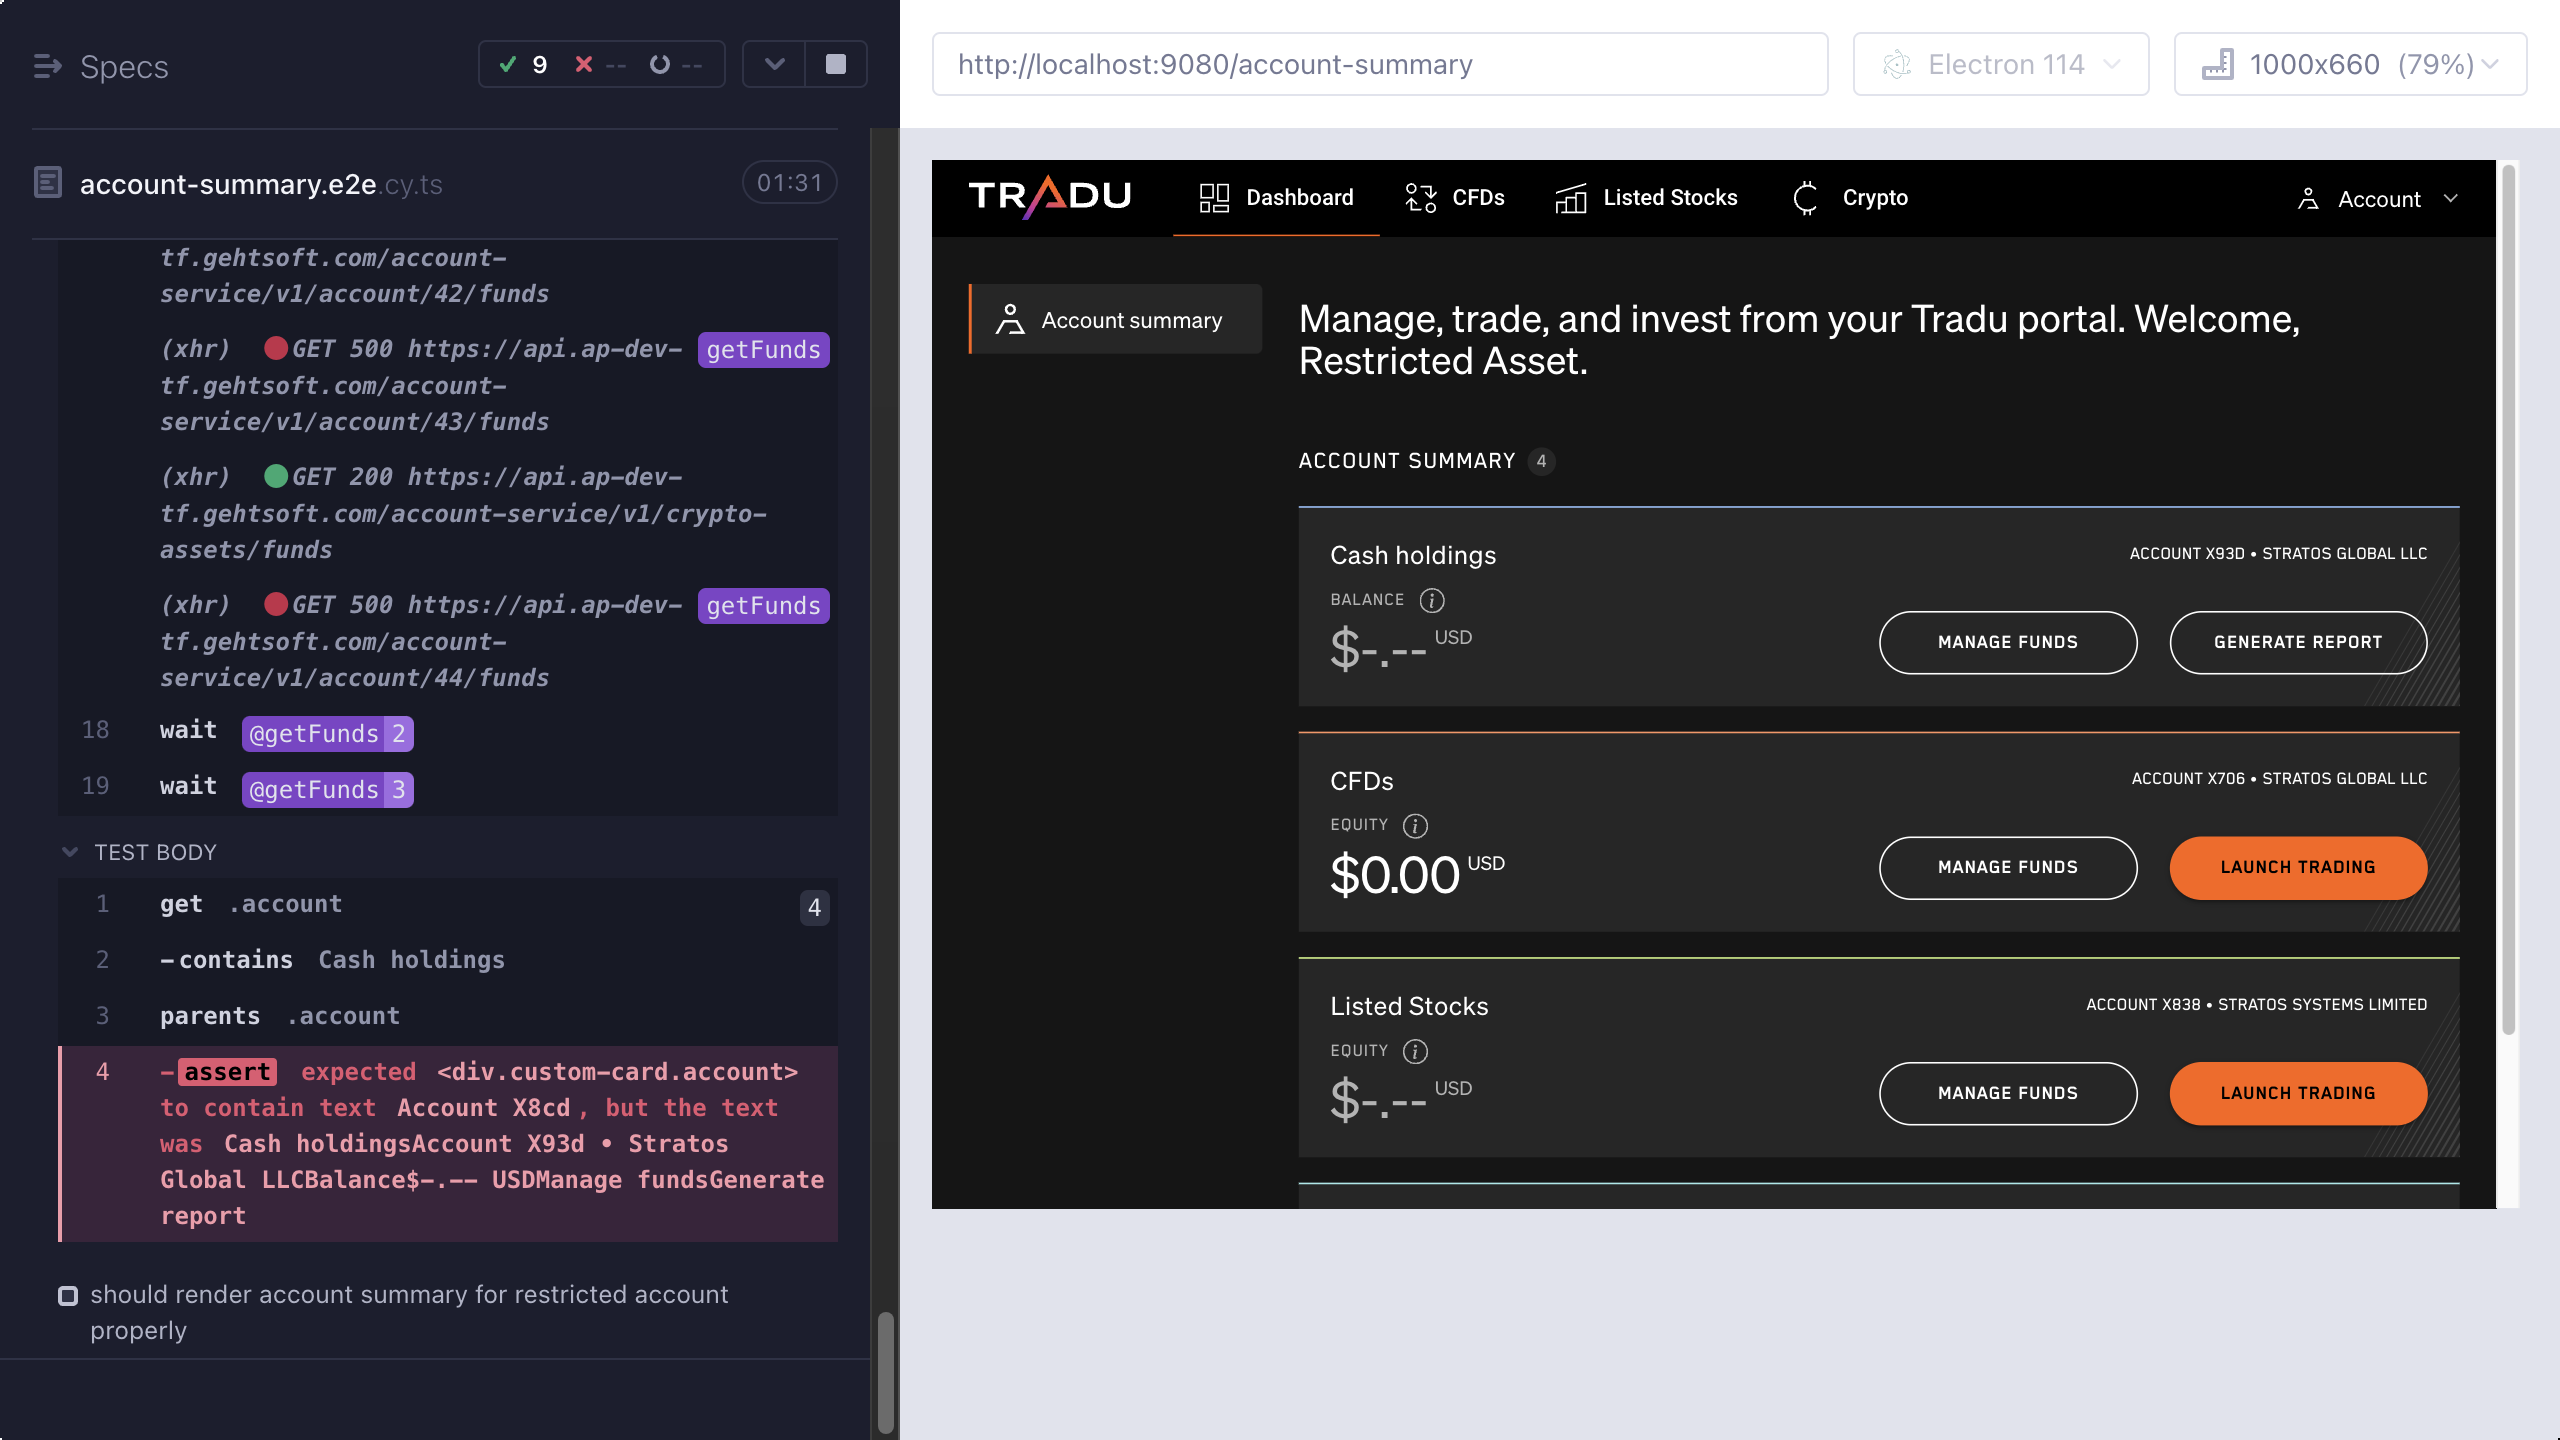 Specs
9 -- --
account-summary.e2e.cy.ts 01:31
tf.gehtsoft.com/account-
service/v1/account/42/funds
(xhr) GET 500 https://api.ap-dev- getFunds
tf.gehtsoft.com/account-
service/v1/account/43/funds
(xhr) GET 200 https://api.ap-dev-
tf.gehtsoft.com/account-service/v1/crypto-
assets/funds
(xhr) GET 500 https://api.ap-dev- getFunds
tf.gehtsoft.com/account-
service/v1/account/44/funds
18 wait @getFunds 2
19 wait @getFunds 3
TEST BODY
1 get .account 4
2 -contains Cash holdings
3 parents .account
4 -assert expected <div.custom-card.account>
to contain text Account X8cd, but the text
was Cash holdingsAccount X93d • Stratos
Global LLCBalance$-.-- USDManage fundsGenerate
report
should render account summary for restricted account
properly
http://localhost:9080/account-summary
Electron 114
1000x660 (79%)
TRADU
Dashboard
CFDs
Listed Stocks
Crypto
Account
Account summary
Manage, trade, and invest from your Tradu portal. Welcome,
Restricted Asset.
ACCOUNT SUMMARY 4
Cash holdings
ACCOUNT X93D • STRATOS GLOBAL LLC
BALANCE
$-.-- USD
MANAGE FUNDS
GENERATE REPORT
CFDs
ACCOUNT X706 • STRATOS GLOBAL LLC
EQUITY
$0.00 USD
MANAGE FUNDS
LAUNCH TRADING
Listed Stocks
ACCOUNT X838 • STRATOS SYSTEMS LIMITED
EQUITY
$-.-- USD
MANAGE FUNDS
LAUNCH TRADING